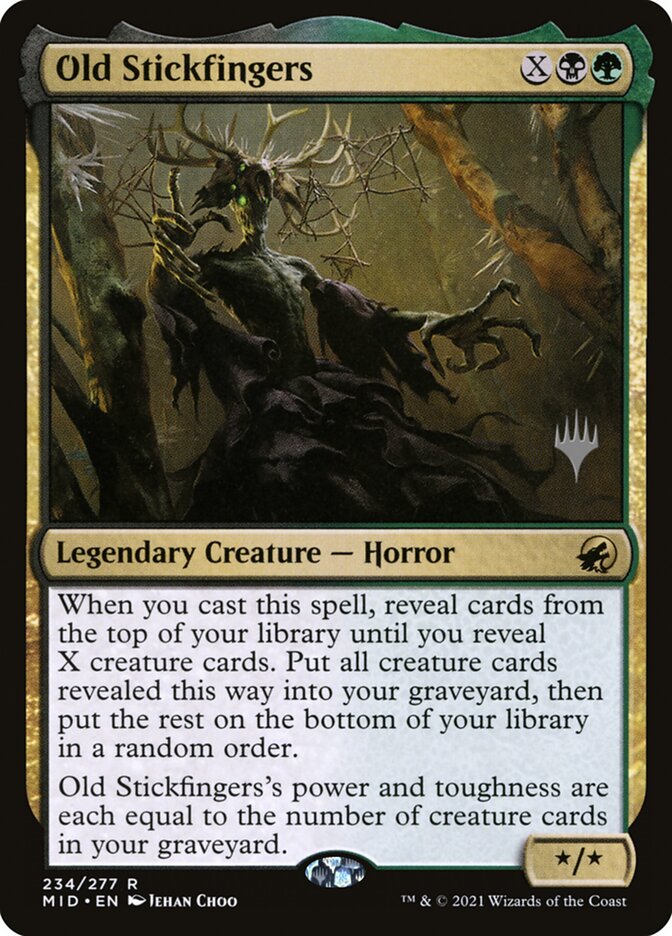 Old Stickfingers X
Legendary Creature — Horror
When you cast this spell, reveal cards from
the top of your library until you reveal
X creature cards. Put all creature cards
revealed this way into your graveyard, then
put the rest on the bottom of your library
in a random order.
Old Stickfingers's power and toughness are
each equal to the number of creature cards
in your graveyard.
★/★
234/277 R
MID • EN Jehan Choo
™ & © 2021 Wizards of the Coast